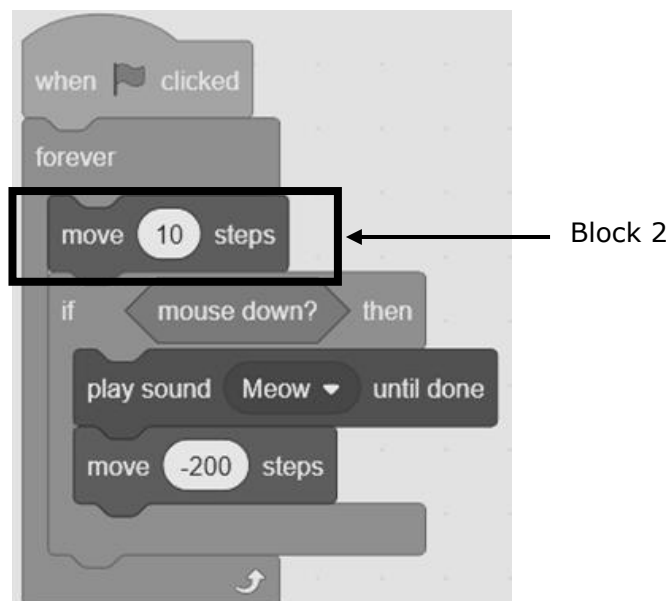 when clicked
forever
move 10 steps
Block 2
if mouse down? then
play sound Meow until done
move -200 steps